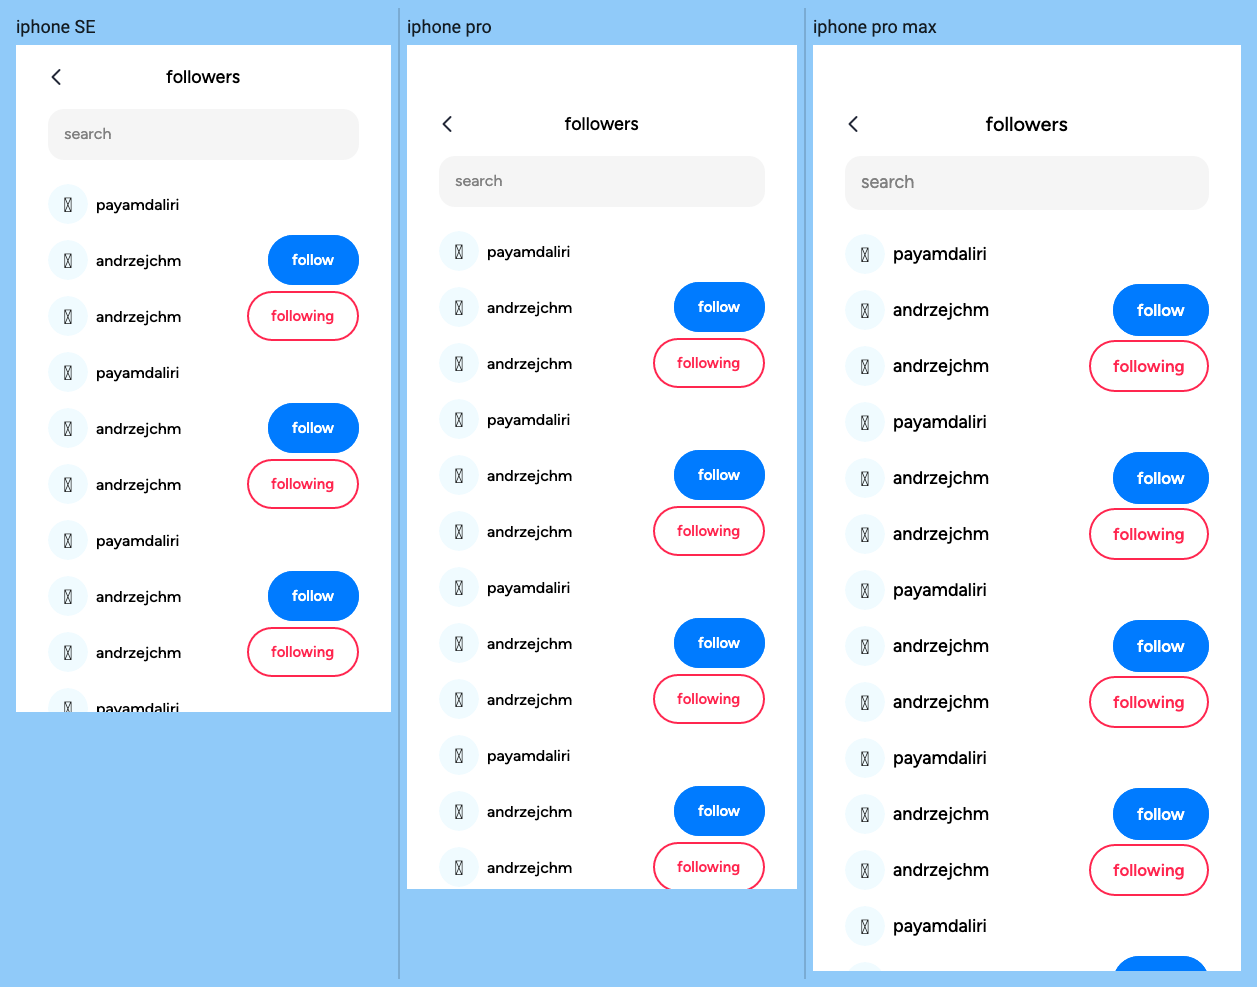 iphone SE
followers
search
payamdaliri
andrzejchm
follow
andrzejchm
following
payamdaliri
andrzejchm
follow
andrzejchm
following
payamdaliri
andrzejchm
follow
andrzejchm
following
payamdaliri
iphone pro
followers
search
payamdaliri
andrzejchm
follow
andrzejchm
following
payamdaliri
andrzejchm
follow
andrzejchm
following
payamdaliri
andrzejchm
follow
andrzejchm
following
payamdaliri
andrzejchm
follow
andrzejchm
following
iphone pro max
followers
search
payamdaliri
andrzejchm
follow
andrzejchm
following
payamdaliri
andrzejchm
follow
andrzejchm
following
payamdaliri
andrzejchm
follow
andrzejchm
following
payamdaliri
andrzejchm
follow
andrzejchm
following
payamdaliri